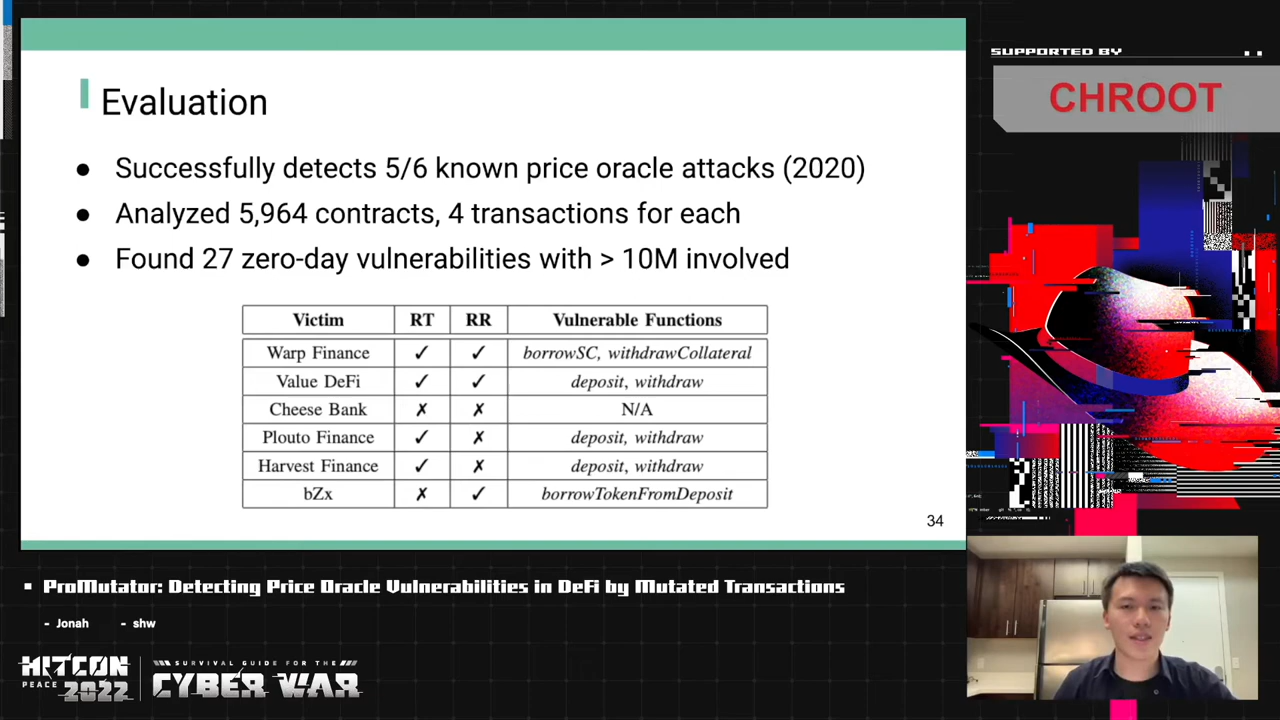 SUPPORTED BY
CHROOT
Evaluation
● Successfully detects 5/6 known price oracle attacks (2020)
● Analyzed 5,964 contracts, 4 transactions for each
● Found 27 zero-day vulnerabilities with > 10M involved
Victim RT RR Vulnerable Functions
Warp Finance ✓ ✓ borrowSC, withdrawCollateral
Value DeFi ✓ ✓ deposit, withdraw
Cheese Bank ✗ ✗ N/A
Plouto Finance ✓ ✗ deposit, withdraw
Harvest Finance ✓ ✗ deposit, withdraw
bZx ✗ ✓ borrowTokenFromDeposit
34
ProMutator: Detecting Price Oracle Vulnerabilities in DeFi by Mutated Transactions
- Jonah - shw
HITCON
PEACE 2022
SURVIVAL GUIDE FOR THE
CYBER WAR